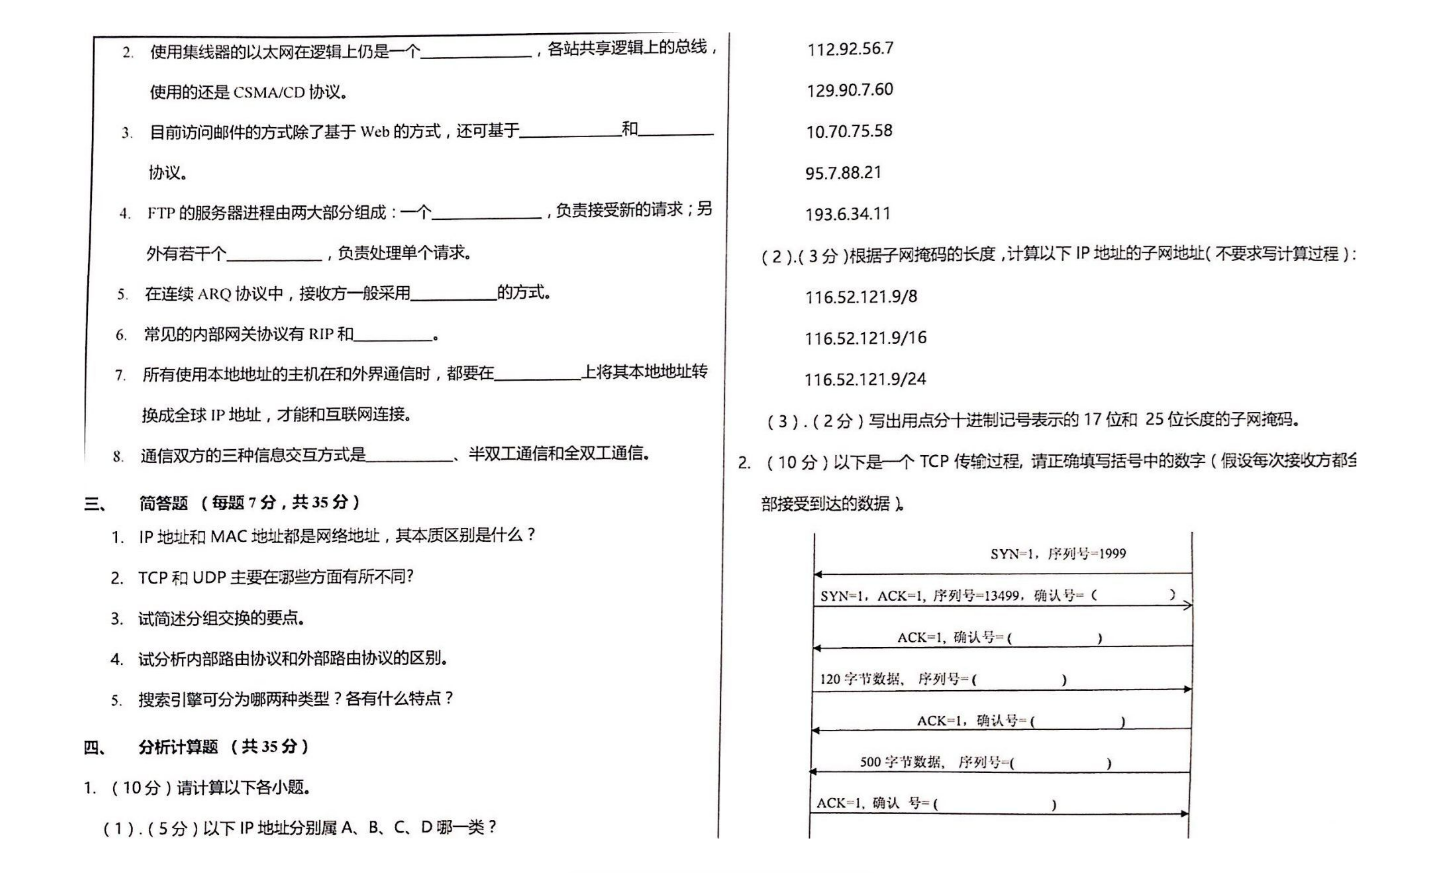 2. 使用集线器的以太网在逻辑上仍是一个____________，各站共享逻辑上的总线，
使用的还是 CSMA/CD 协议。
3. 目前访问邮件的方式除了基于 Web 的方式，还可基于____________和________
协议。
4. FTP 的服务器进程由两大部分组成：一个____________，负责接受新的请求；另
外有若干个__________，负责处理单个请求。
5. 在连续 ARQ 协议中，接收方一般采用_________的方式。
6. 常见的内部网关协议有 RIP 和________。
7. 所有使用本地地址的主机在和外界通信时，都要在_________上将其本地地址转
换成全球 IP 地址，才能和互联网连接。
8. 通信双方的三种信息交互方式是_________、半双工通信和全双工通信。
三、 简答题 （每题 7 分，共 35 分）
1. IP 地址和 MAC 地址都是网络地址，其本质区别是什么？
2. TCP 和 UDP 主要在哪些方面有所不同?
3. 试简述分组交换的要点。
4. 试分析内部路由协议和外部路由协议的区别。
5. 搜索引擎可分为哪两种类型？各有什么特点？
四、 分析计算题 （共 35 分）
1. （10 分）请计算以下各小题。
（1）.（5 分）以下 IP 地址分别属 A、B、C、D 哪一类？
112.92.56.7
129.90.7.60
10.70.75.58
95.7.88.21
193.6.34.11
（2）.（3 分）根据子网掩码的长度，计算以下 IP 地址的子网地址（不要求写计算过程）：
116.52.121.9/8
116.52.121.9/16
116.52.121.9/24
（3）.（2 分）写出用点分十进制记号表示的 17 位和 25 位长度的子网掩码。
2. （10 分）以下是一个 TCP 传输过程, 请正确填写括号中的数字（假设每次接收方都全
部接受到达的数据）。
SYN=1，序列号=1999
SYN=1，ACK=1, 序列号=13499，确认号=（ ）
ACK=1, 确认号=( )
120 字节数据， 序列号=( )
ACK=1，确认号=( )
500 字节数据， 序列号=( )
ACK=1, 确认 号=( )